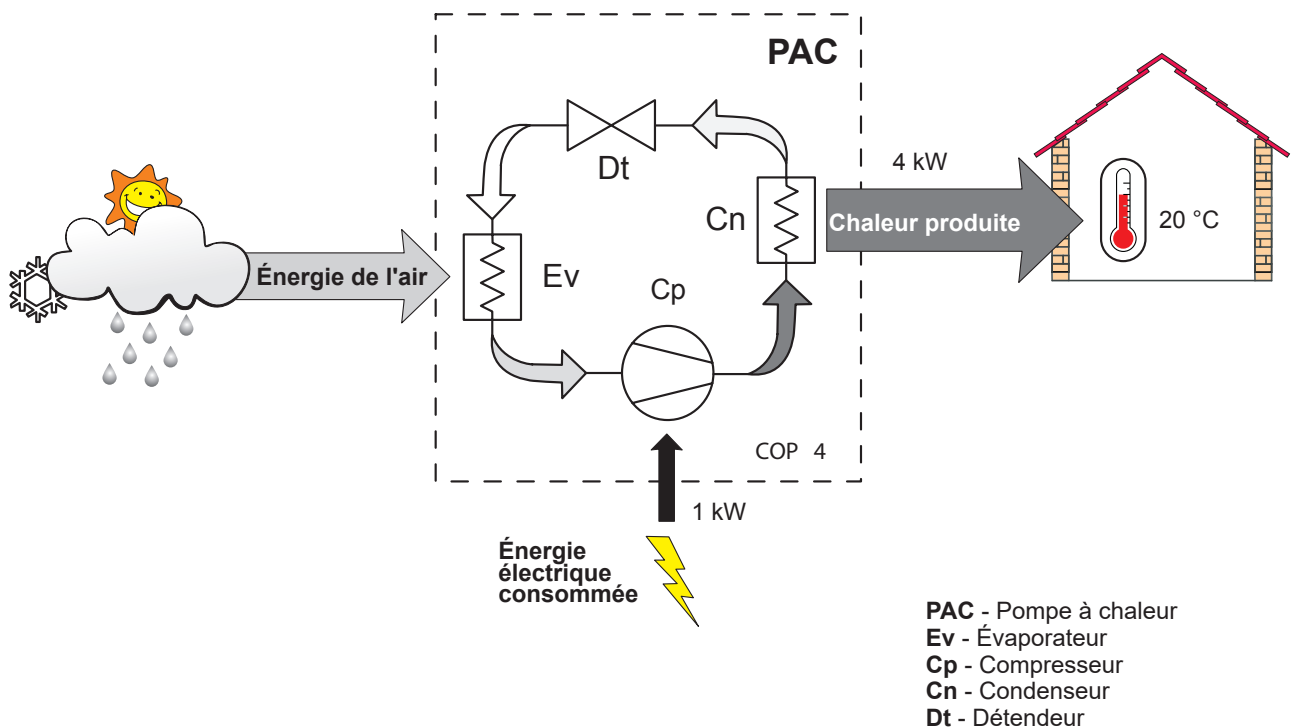 PAC
Dt
4 kW
Cn
Chaleur produite
20 °C
Énergie de l'air
Ev
Cp
COP 4
1 kW
Énergie
électrique
consommée
PAC - Pompe à chaleur
Ev - Évaporateur
Cp - Compresseur
Cn - Condenseur
Dt - Détendeur